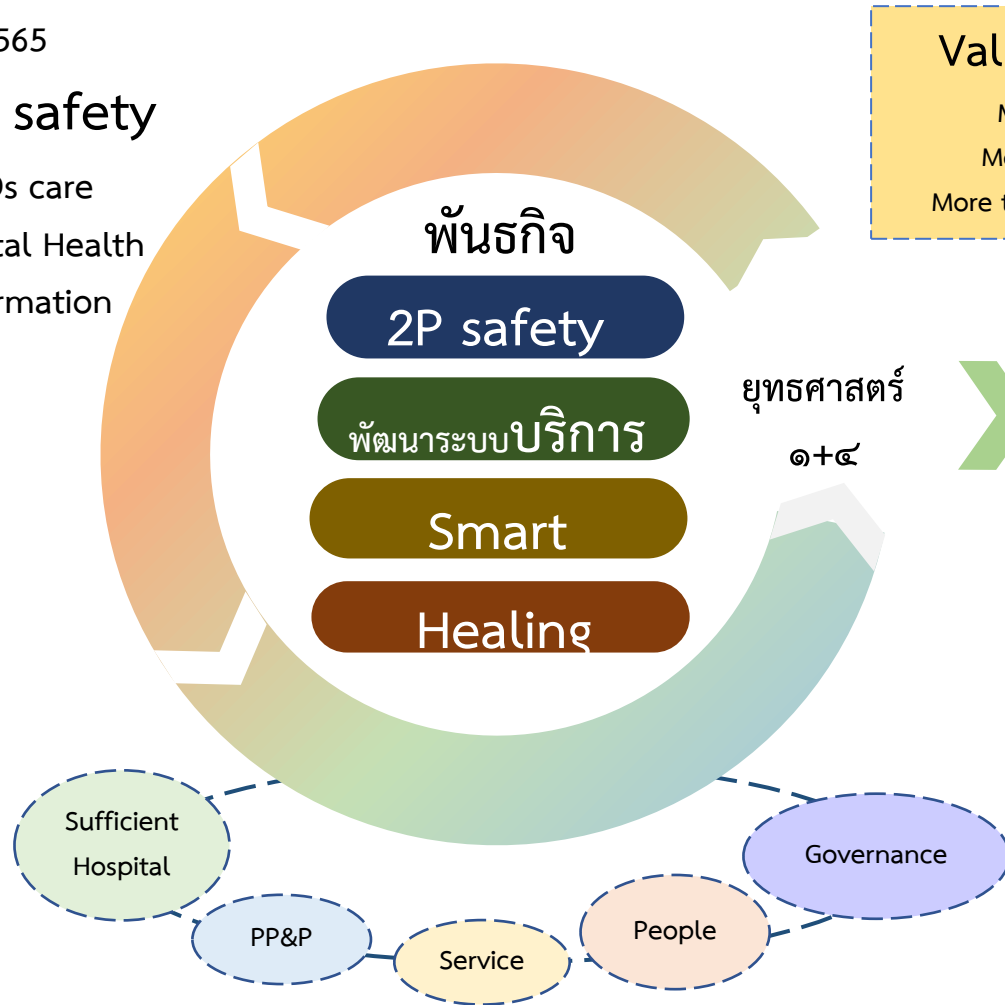 565
safety
s care
tal Health
rmation
Val
More t
พันธกิจ
2P safety
พัฒนาระบบบริการ
Smart
Healing
ยุทธศาสตร์
๑+๔
Sufficient
Hospital
PP&P
Service
People
Governance